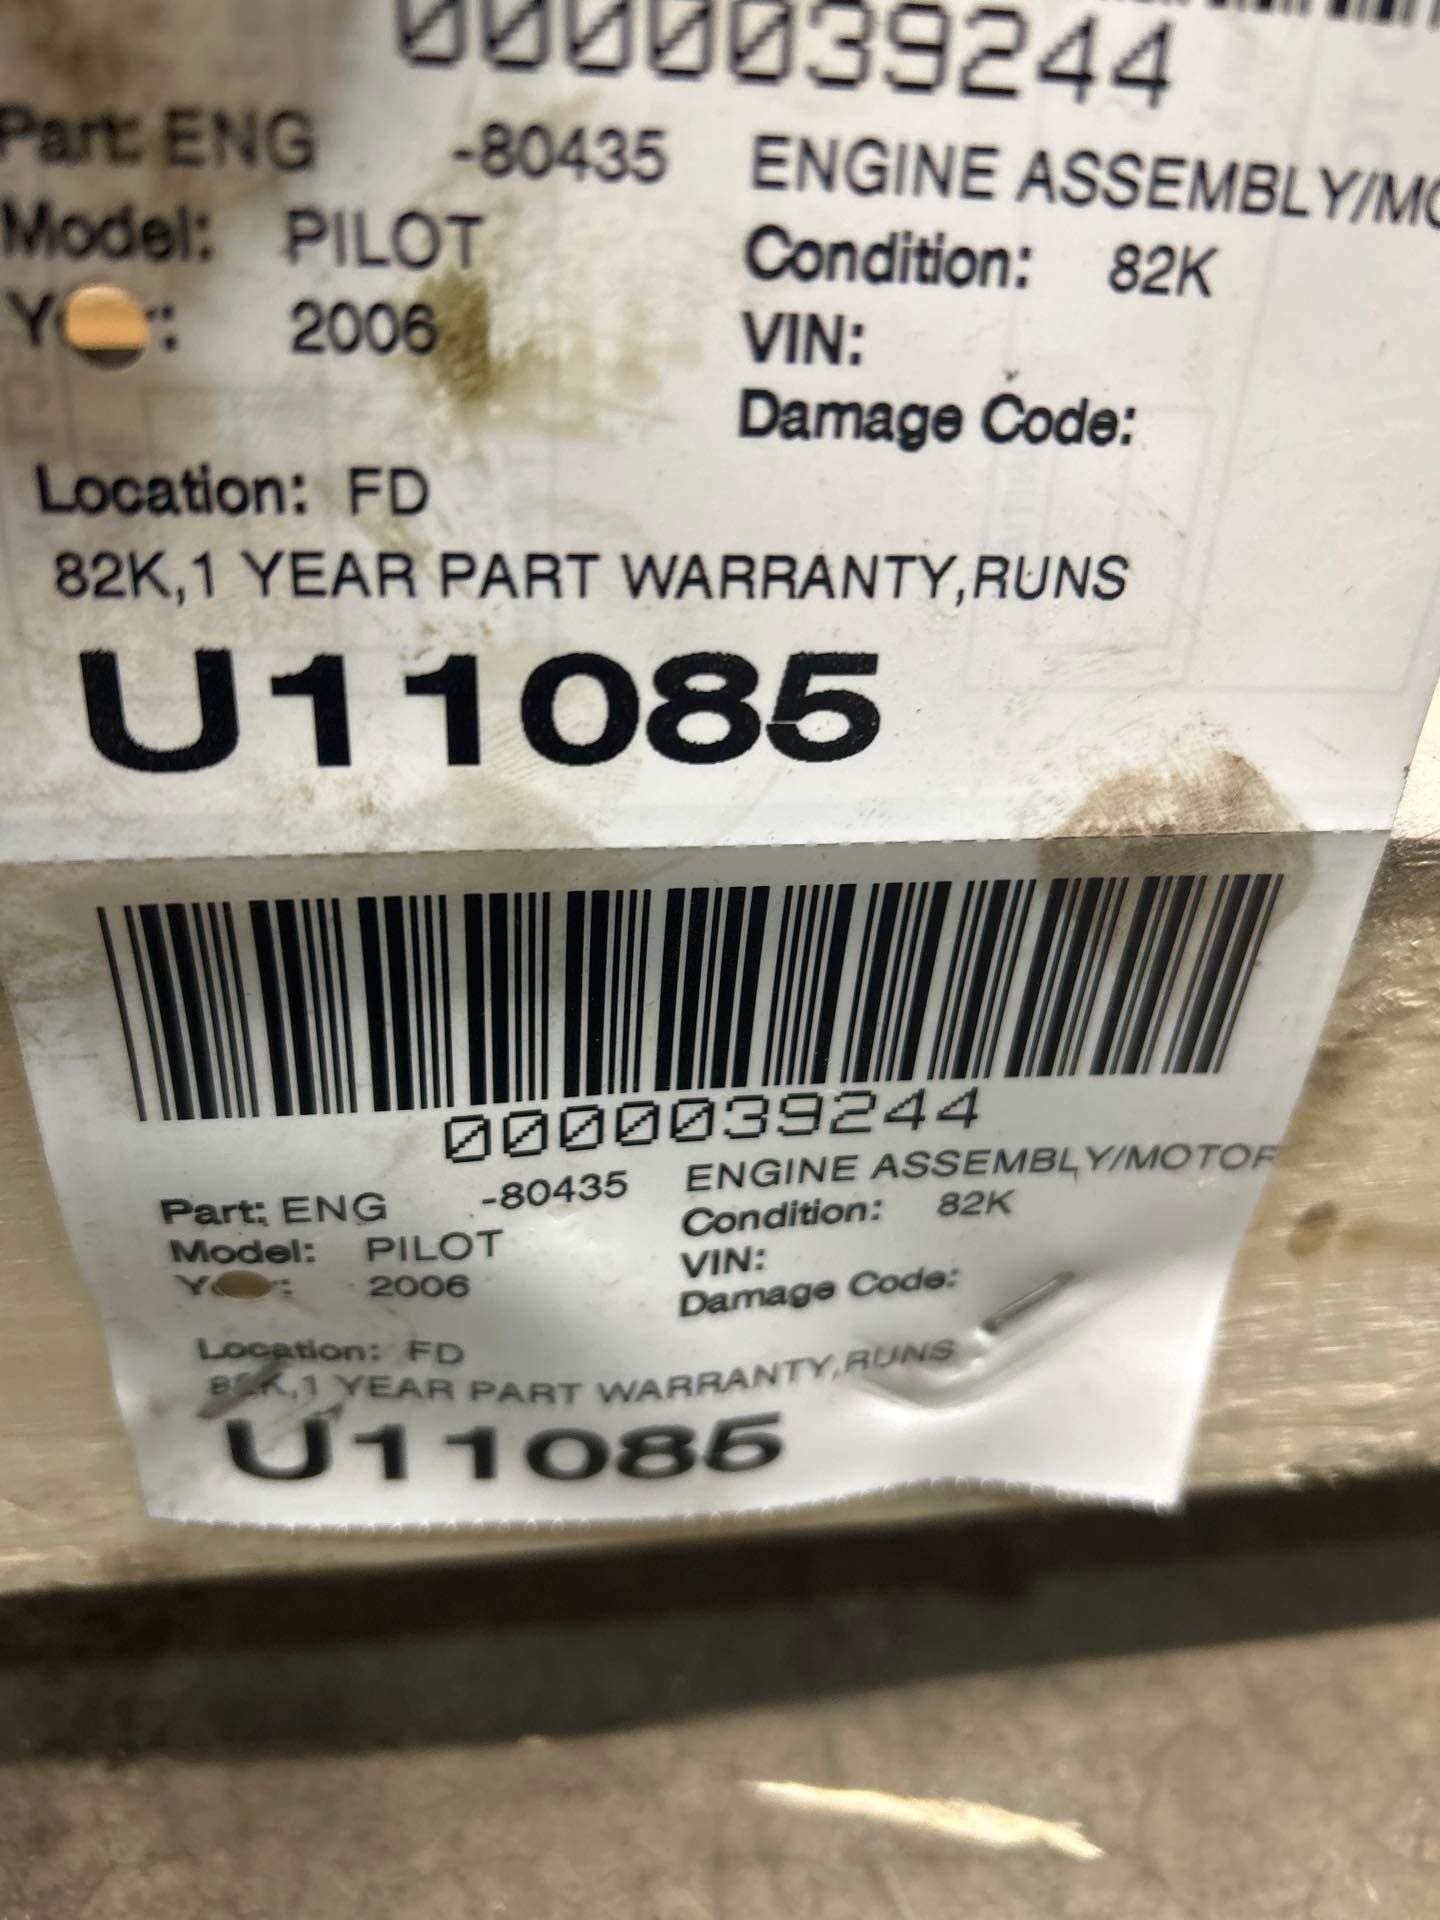 0000039244
Part: ENG -80435 ENGINE ASSEMBLY/MO
Model: PILOT Condition: 82K
Y r: 2006 VIN:
Damage Code:
Location: FD
82K,1 YEAR PART WARRANTY,RUNS
U11085
0000039244
Part: ENG -80435 ENGINE ASSEMBLY/MOTOR
Model: PILOT Condition: 82K
Y r: 2006 VIN:
Damage Code:
Location: FD
82K,1 YEAR PART WARRANTY,RUNS
U11085